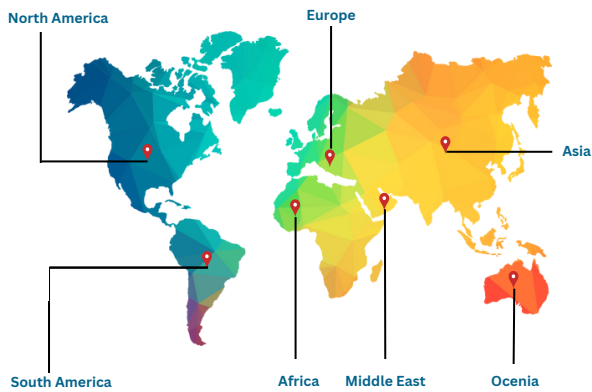 Europe
North America
Asia
South America
Africa
Middle East
Ocenia